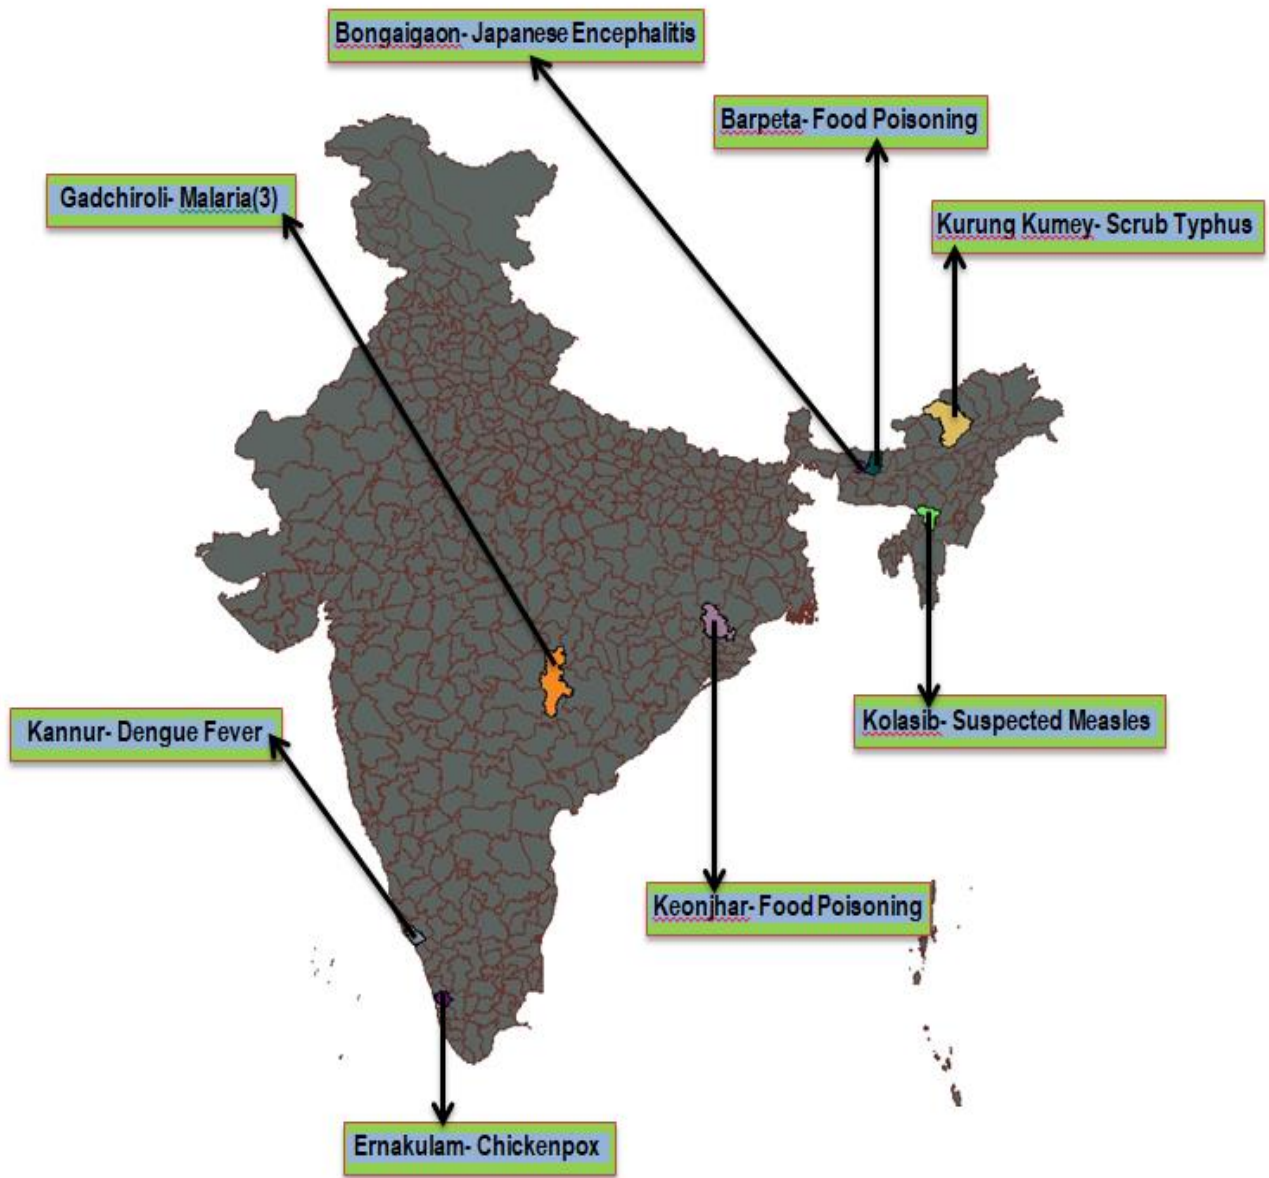 Bongaigaon- Japanese Encephalitis
Barpeta- Food Poisoning
Gadchiroli- Malaria(3)
Kurung Kumey- Scrub Typhus
Kolasib- Suspected Measles
Kannur- Dengue Fever
Keonjhar- Food Poisoning
Ernakulam- Chickenpox